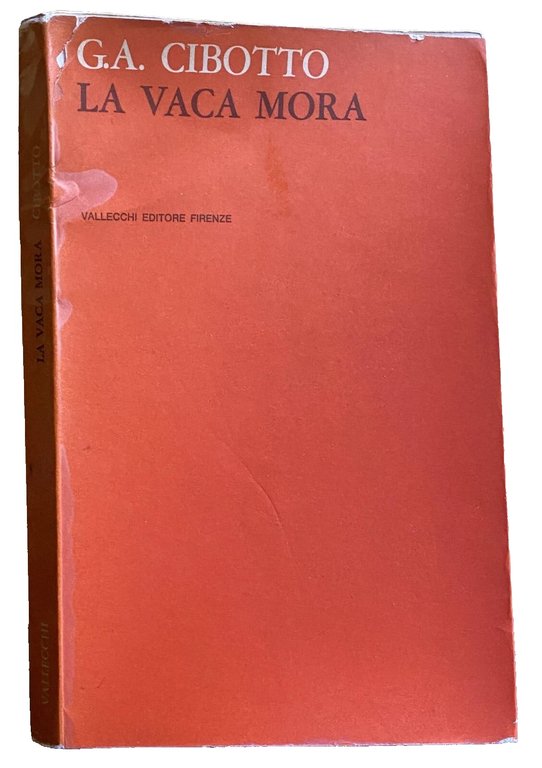 G.A. CIBOTTO
LA VACA MORA
VALLECCHI EDITORE FIRENZE
LA VACA MORA CIBOTTO
VALLECCHI